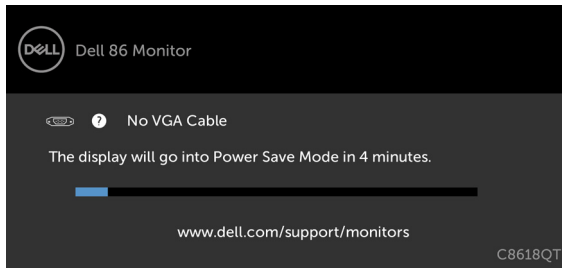 DELL Dell 86 Monitor
? No VGA Cable
The display will go into Power Save Mode in 4 minutes.
www.dell.com/support/monitors
C8618QT